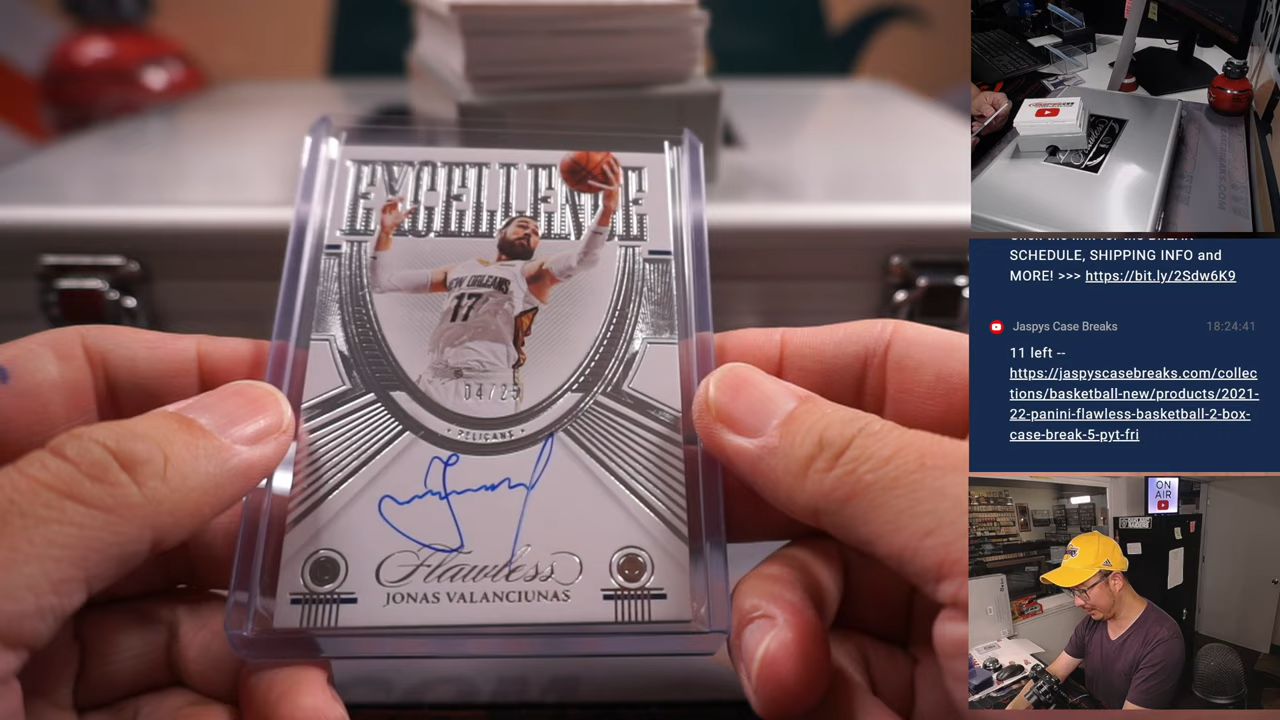 EXCELLENCE
NEW ORLEANS
17
04/25
PELICANS
Flawless
JONAS VALANCIUNAS
SCHEDULE, SHIPPING INFO and
MORE! >>> https://bit.ly/2Sdw6K9
Jaspys Case Breaks 18:24:41
11 left --
https://jaspyscasebreaks.com/collec
tions/basketball-new/products/2021-
22-panini-flawless-basketball-2-box-
case-break-5-pyt-fri
ON
AIR